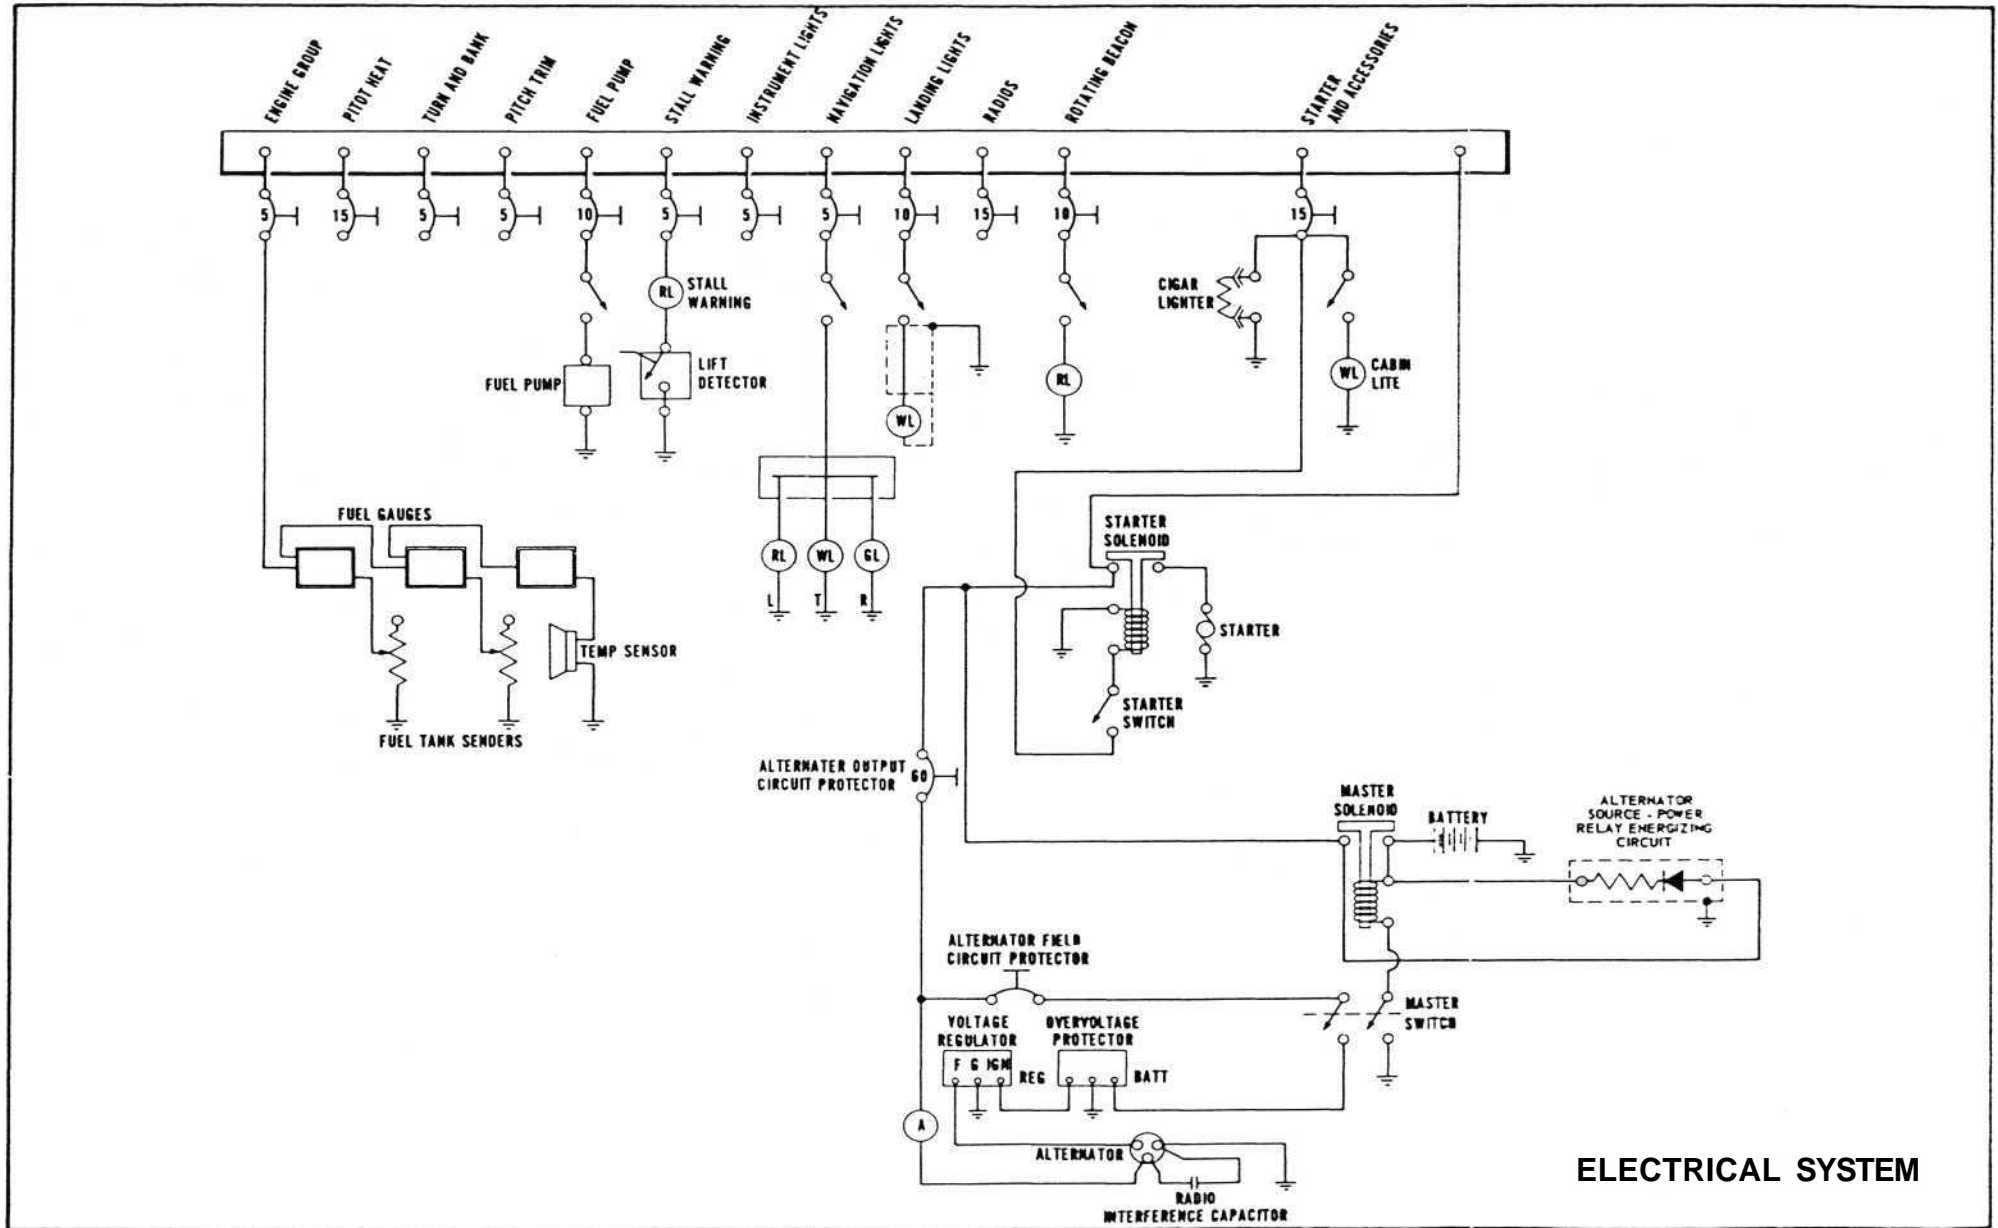 ENGINE GROUP
PITOT HEAT
TURN AND BANK
PITCH TRIM
FUEL PUMP
STALL WARNING
INSTRUMENT LIGHTS
NAVIGATION LIGHTS
LANDING LIGHTS
RADIOS
ROTATING BEACON
STARTER
AND ACCESSORIES
5
15
5
5
10
5
5
5
10
15
10
15
RL
STALL
WARNING
CIGAR
LIGHTER
FUEL PUMP
LIFT
DETECTOR
WL
RL
WL
CABIN
LITE
FUEL GAUGES
STARTER
SOLENOID
RL
WL
GL
L
T
R
STARTER
TEMP SENSOR
STARTER
SWITCH
FUEL TANK SENDERS
ALTERNATER OUTPUT
CIRCUIT PROTECTOR
60
MASTER
SOLENOID
BATTERY
ALTERNATOR
SOURCE - POWER
RELAY ENERGIZING
CIRCUIT
ALTERNATOR FIELD
CIRCUIT PROTECTOR
MASTER
SWITCH
VOLTAGE
REGULATOR
OVERVOLTAGE
PROTECTOR
F G IGN
REG
BATT
A
ALTERNATOR
RADIO
INTERFERENCE CAPACITOR
ELECTRICAL SYSTEM